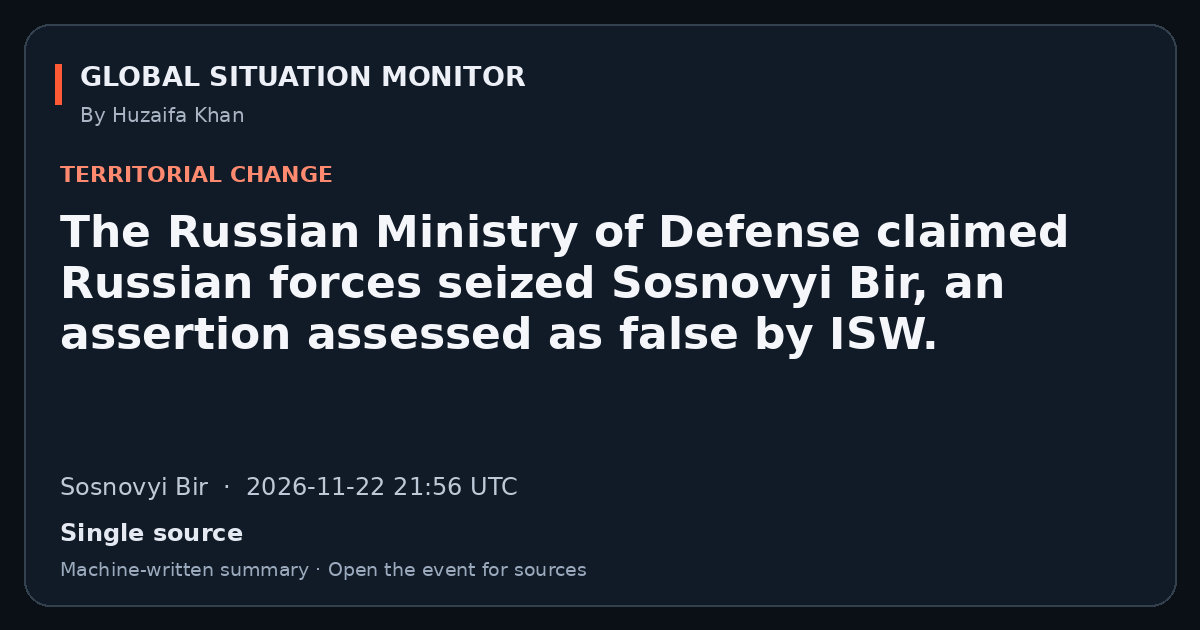 GLOBAL SITUATION MONITOR
By Huzaifa Khan
TERRITORIAL CHANGE
The Russian Ministry of Defense claimed
Russian forces seized Sosnovyi Bir, an
assertion assessed as false by ISW.
Sosnovyi Bir · 2026-11-22 21:56 UTC
Single source
Machine-written summary · Open the event for sources